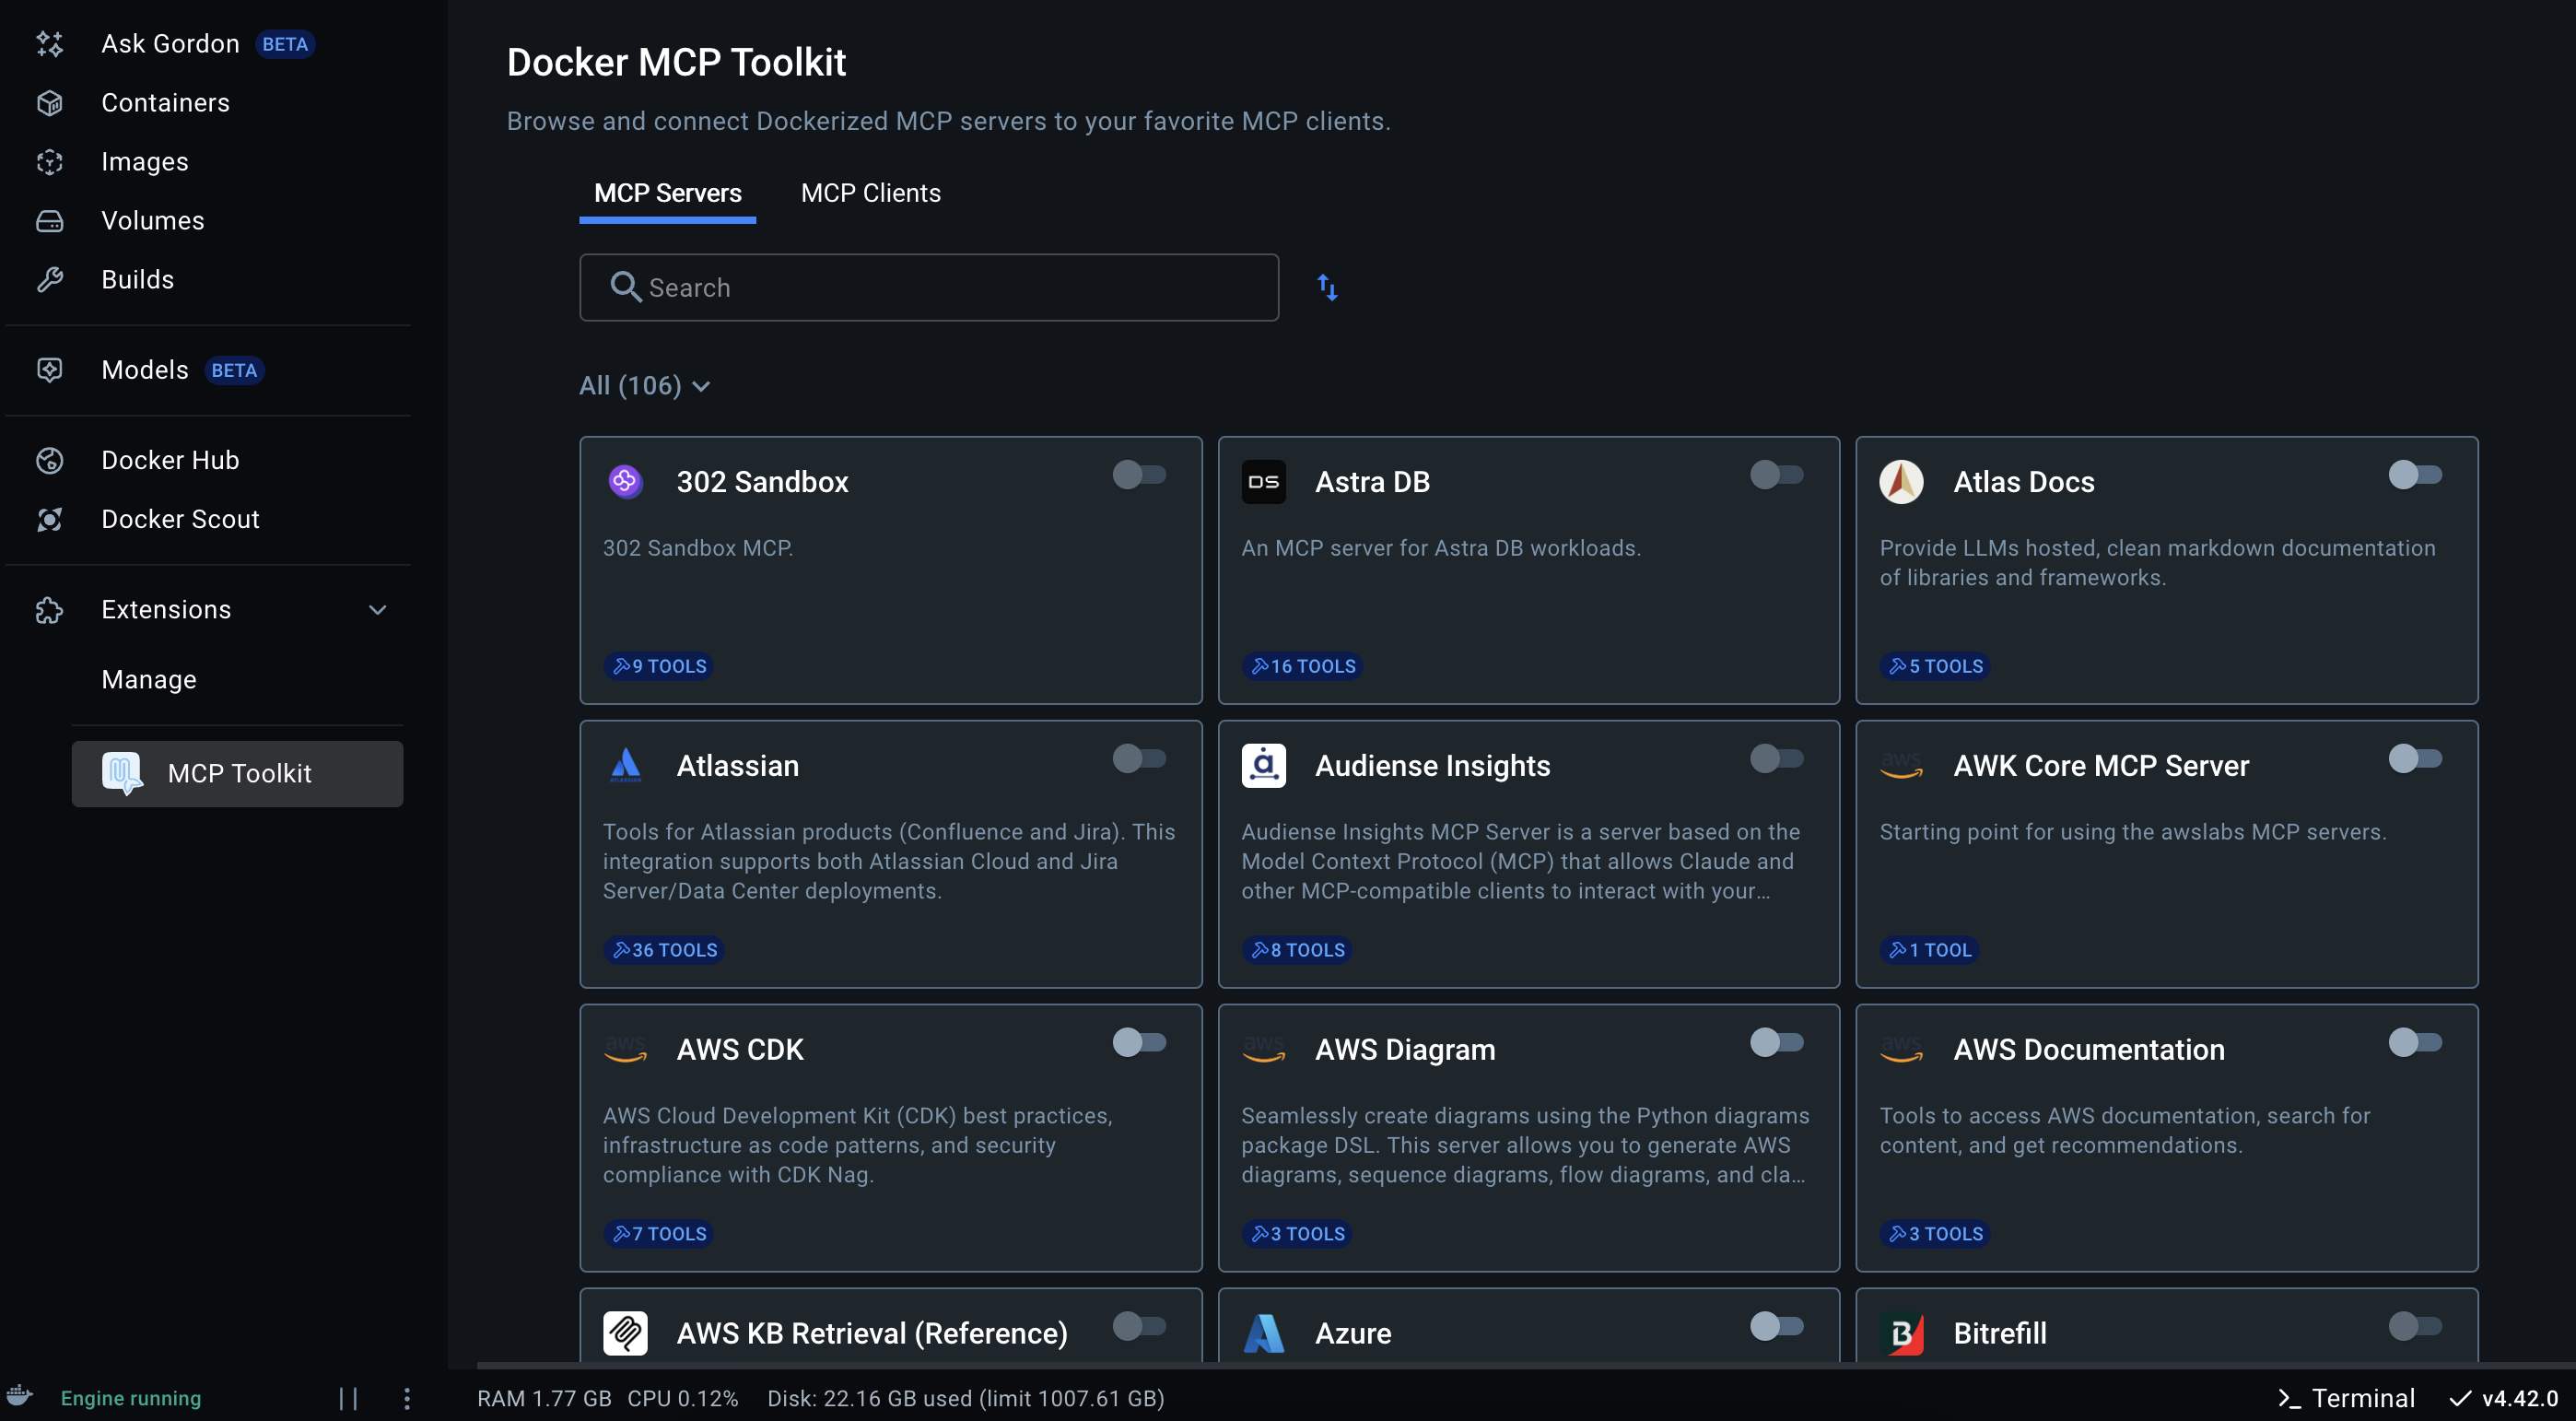 Ask Gordon BETA
Containers
Images
Volumes
Builds
Models BETA
Docker Hub
Docker Scout
Extensions
Manage
MCP Toolkit
Docker MCP Toolkit
Browse and connect Dockerized MCP servers to your favorite MCP clients.
MCP Servers MCP Clients
Search
All (106)
302 Sandbox
302 Sandbox MCP.
9 TOOLS
DS
Astra DB
An MCP server for Astra DB workloads.
16 TOOLS
Atlas Docs
Provide LLMs hosted, clean markdown documentation
of libraries and frameworks.
5 TOOLS
ATLASSIAN
Atlassian
Tools for Atlassian products (Confluence and Jira). This
integration supports both Atlassian Cloud and Jira
Server/Data Center deployments.
36 TOOLS
a
Audiense Insights
Audiense Insights MCP Server is a server based on the
Model Context Protocol (MCP) that allows Claude and
other MCP-compatible clients to interact with your…
8 TOOLS
aws
AWK Core MCP Server
Starting point for using the awslabs MCP servers.
1 TOOL
aws
AWS CDK
AWS Cloud Development Kit (CDK) best practices,
infrastructure as code patterns, and security
compliance with CDK Nag.
7 TOOLS
aws
AWS Diagram
Seamlessly create diagrams using the Python diagrams
package DSL. This server allows you to generate AWS
diagrams, sequence diagrams, flow diagrams, and cla…
3 TOOLS
aws
AWS Documentation
Tools to access AWS documentation, search for
content, and get recommendations.
3 TOOLS
AWS KB Retrieval (Reference)
Azure
B
Bitrefill
Engine running
RAM 1.77 GB CPU 0.12% Disk: 22.16 GB used (limit 1007.61 GB)
Terminal
v4.42.0